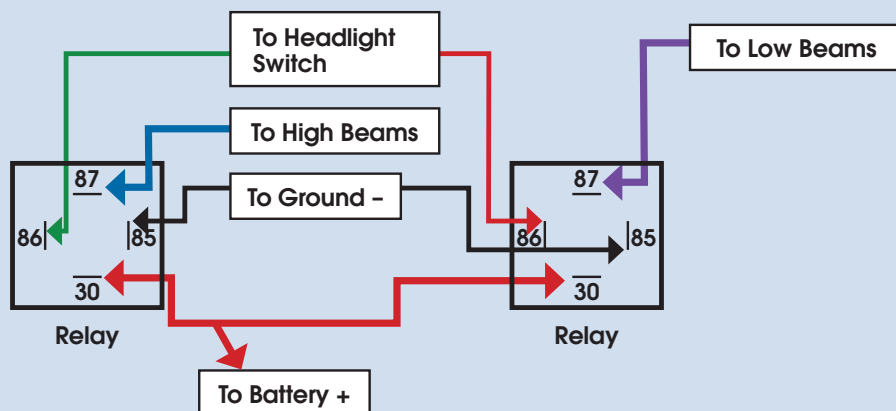 To Headlight
Switch
To Low Beams
To High Beams
87
87
To Ground –
86
85
86
85
30
30
Relay
Relay
To Battery +